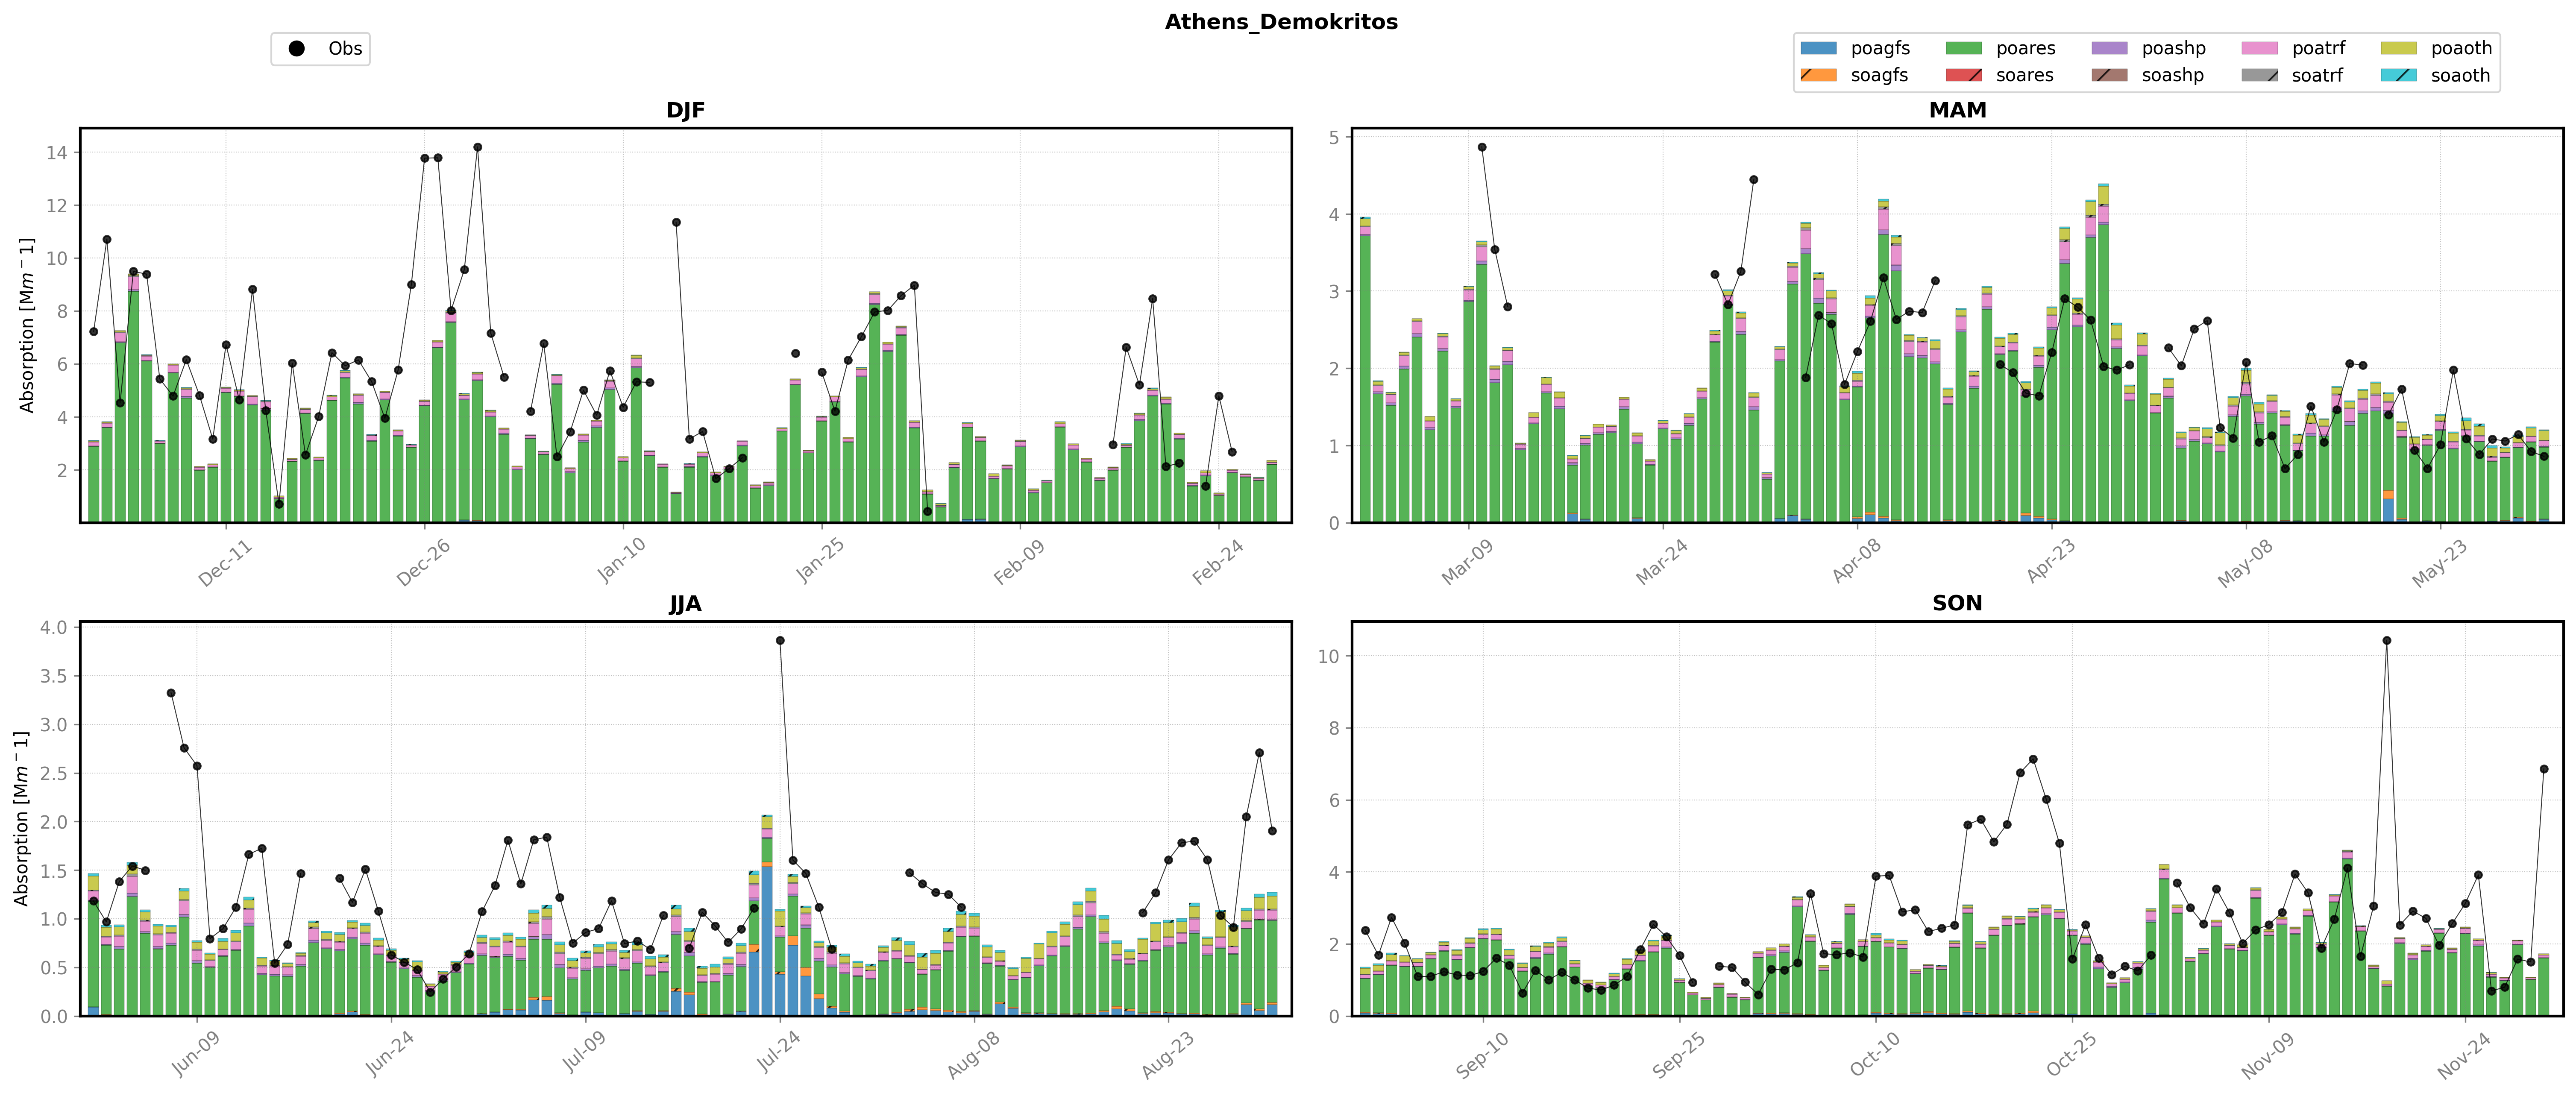 Athens_Demokritos
Obs
poagfs poares poashp poatrf poaoth
soagfs soares soashp soatrf soaoth
DJF
Absorption [Mm⁻1]
14
12
10
8
6
4
2
Dec-11 Dec-26 Jan-10 Jan-25 Feb-09 Feb-24
MAM
5
4
3
2
1
0
Mar-09 Mar-24 Apr-08 Apr-23 May-08 May-23
JJA
Absorption [Mm⁻1]
4.0
3.5
3.0
2.5
2.0
1.5
1.0
0.5
0.0
Jun-09 Jun-24 Jul-09 Jul-24 Aug-08 Aug-23
SON
10
8
6
4
2
0
Sep-10 Sep-25 Oct-10 Oct-25 Nov-09 Nov-24